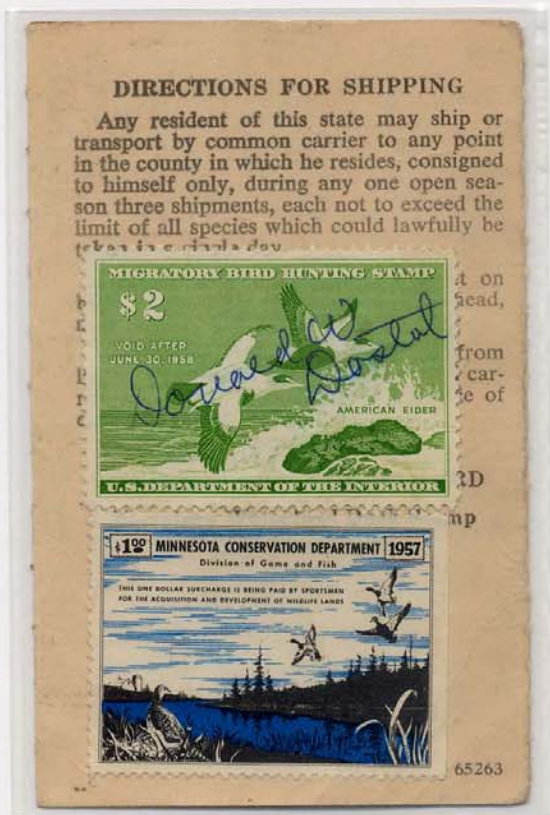 DIRECTIONS FOR SHIPPING
Any resident of this state may ship or
transport by common carrier to any point
in the county in which he resides, consigned
to himself only, during any one open sea-
son three shipments, each not to exceed the
limit of all species which could lawfully be
taken in a single day
t on
head,
from
car-
e of
RD
mp
MIGRATORY BIRD HUNTING STAMP
$2
VOID AFTER
JUNE 30, 1958
Donald W
Dostal
AMERICAN EIDER
U.S. DEPARTMENT OF THE INTERIOR
$1.00 MINNESOTA CONSERVATION DEPARTMENT 1957
Division of Game and Fish
THIS ONE DOLLAR SURCHARGE IS BEING PAID BY SPORTSMEN
FOR THE ACQUISITION AND DEVELOPMENT OF WILDLIFE LANDS
65263